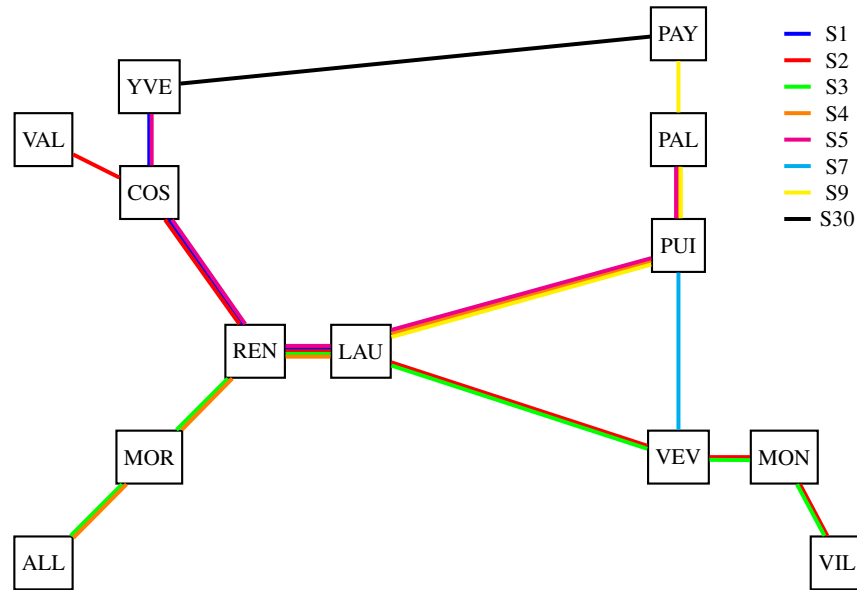 PAY
S1
S2
YVE
S3
S4
VAL
PAL
S5
S7
COS
S9
S30
PUI
REN
LAU
MOR
VEV
MON
ALL
VIL